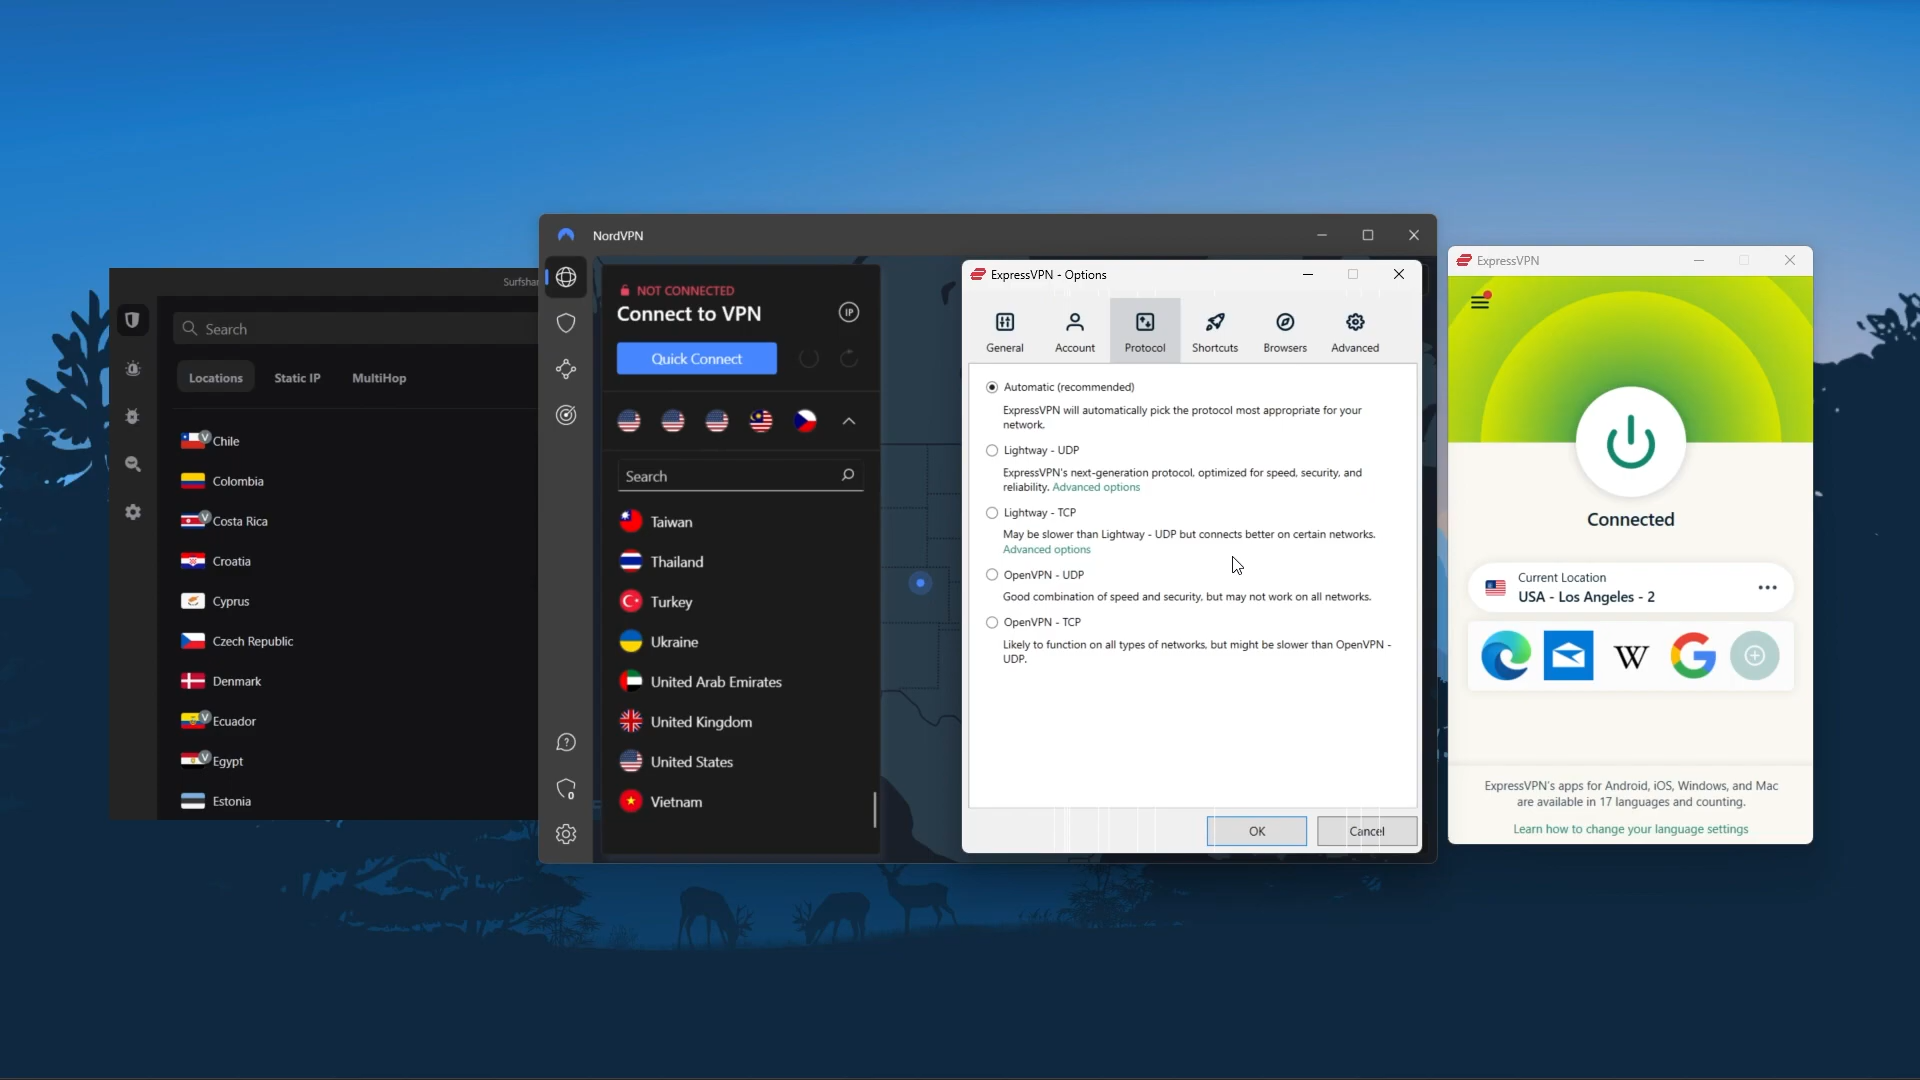 Surfshar
Search
Locations
Static IP
MultiHop
V Chile
Colombia
V Costa Rica
Croatia
Cyprus
Czech Republic
Denmark
V Ecuador
V Egypt
Estonia
NordVPN
NOT CONNECTED
Connect to VPN
IP
Quick Connect
Search
Taiwan
Thailand
Turkey
Ukraine
United Arab Emirates
United Kingdom
United States
Vietnam
0
ExpressVPN - Options
General
Account
Protocol
Shortcuts
Browsers
Advanced
Automatic (recommended)
ExpressVPN will automatically pick the protocol most appropriate for your
network.
Lightway - UDP
ExpressVPN's next-generation protocol, optimized for speed, security, and
reliability. Advanced options
Lightway - TCP
May be slower than Lightway - UDP but connects better on certain networks.
Advanced options
OpenVPN - UDP
Good combination of speed and security, but may not work on all networks.
OpenVPN - TCP
Likely to function on all types of networks, but might be slower than OpenVPN -
UDP.
OK
Cancel
ExpressVPN
Connected
Current Location
USA - Los Angeles - 2
W
G
ExpressVPN's apps for Android, iOS, Windows, and Mac
are available in 17 languages and counting.
Learn how to change your language settings